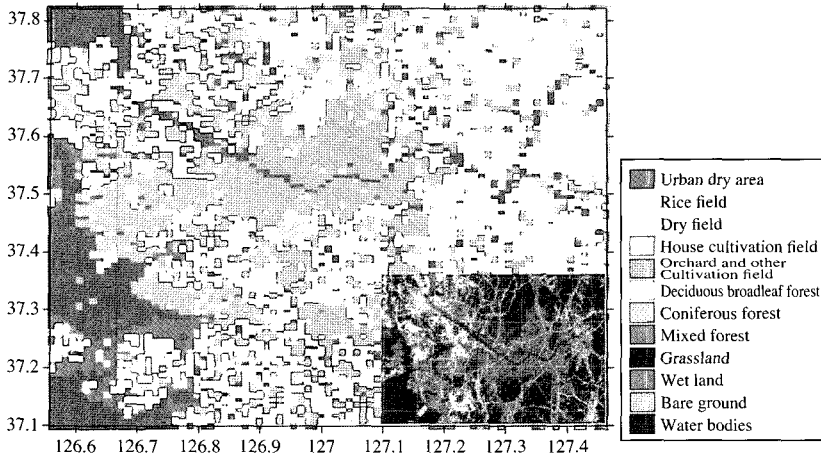 37.8
37.7
37.6
37.5
37.4
37.3
37.2
37.1
126.6 126.7 126.8 126.9 127 127.1 127.2 127.3 127.4
Urban dry area
Rice field
Dry field
House cultivation field
Orchard and other
Cultivation field
Deciduous broadleaf forest
Coniferous forest
Mixed forest
Grassland
Wet land
Bare ground
Water bodies